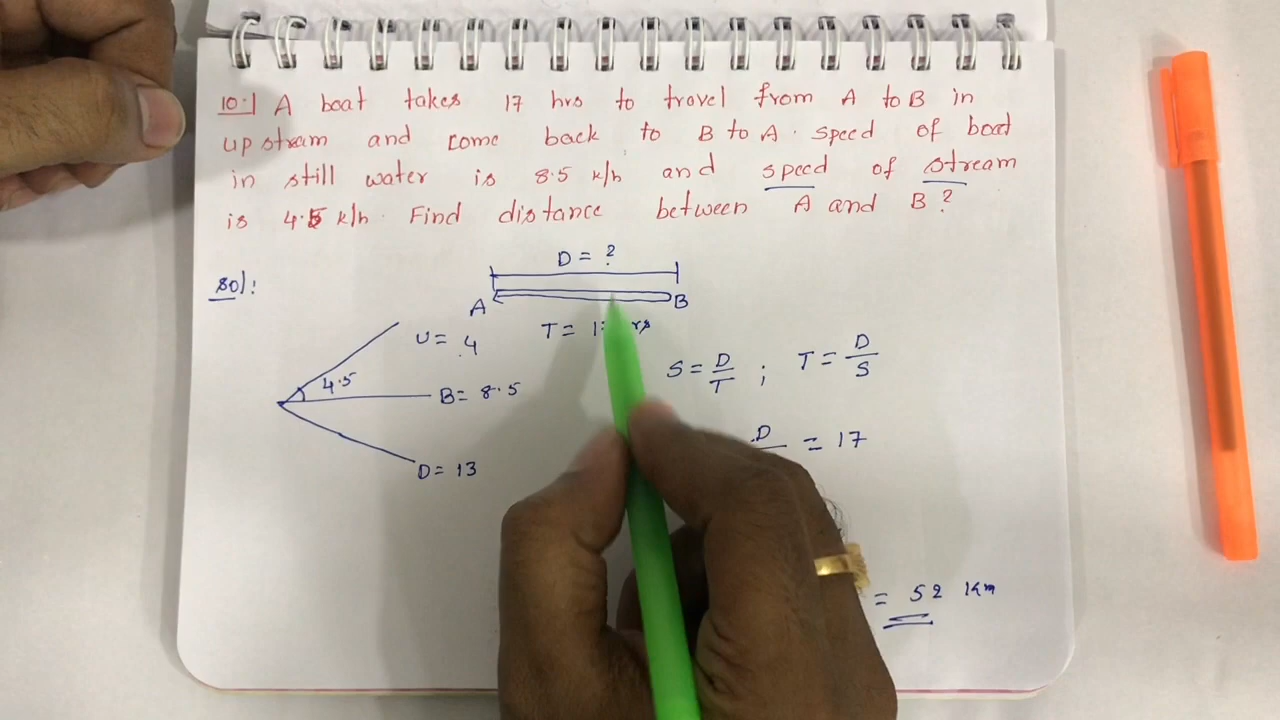 10.) A boat takes 17 hrs to travel from A to B in
upstream and come back to B to A. speed of boat
in still water is 8.5 k/h and speed of stream
is 4.5 k/h. Find distance between A and B?
Sol:
D = ?
A B
U = 4
T =
4.5
B = 8.5
S = D/T ; T = D/S
D = 17
D = 13
= 52 Km